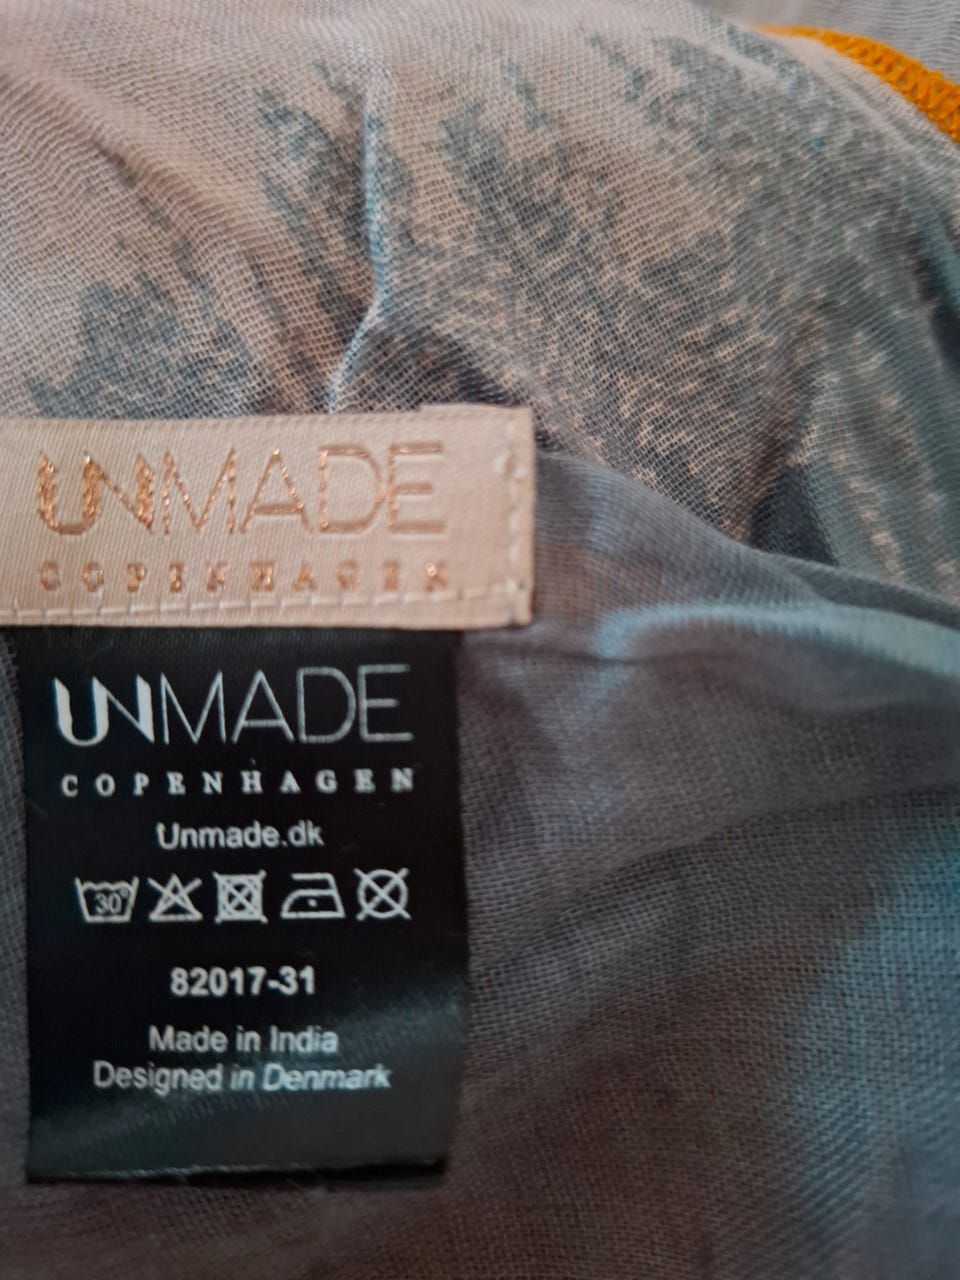 UNMADE
COPENHAGEN
UNMADE
COPENHAGEN
Unmade.dk
30°
82017-31
Made in India
Designed in Denmark